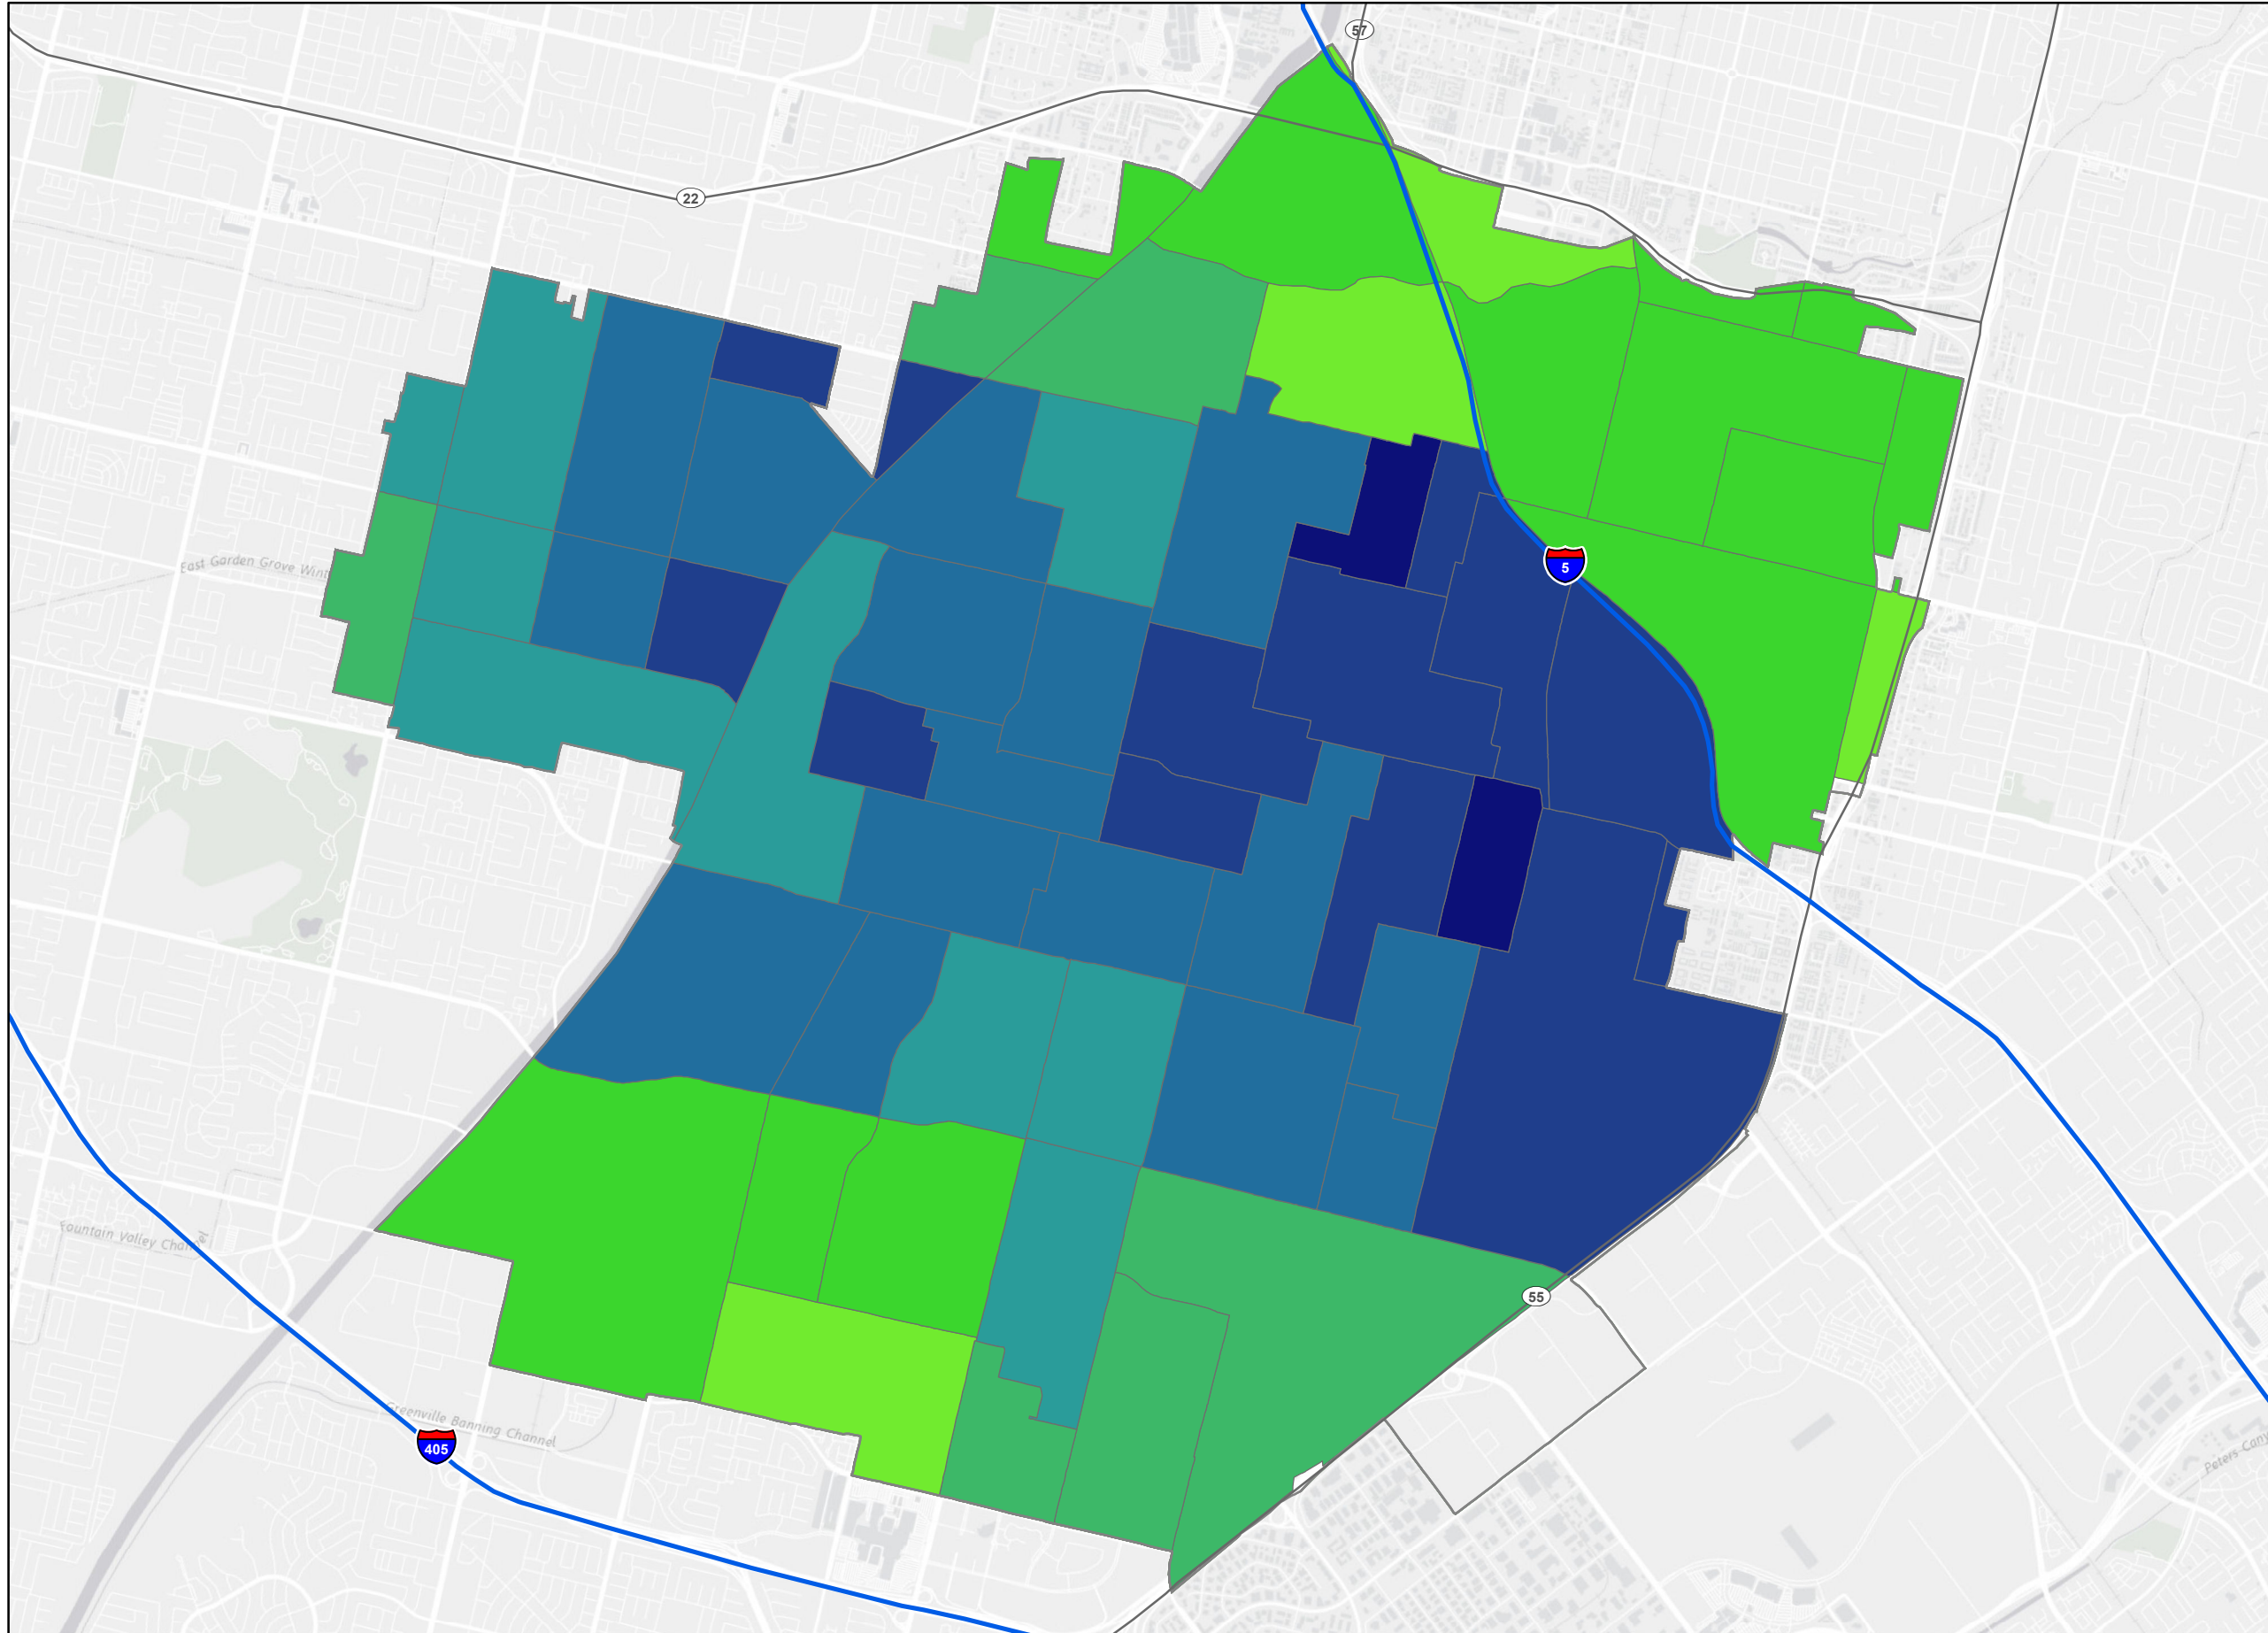 57
22
East Garden Grove Wint
5
Fountain Valley Channel
55
Greenville Banning Channel
405
Peters Cany